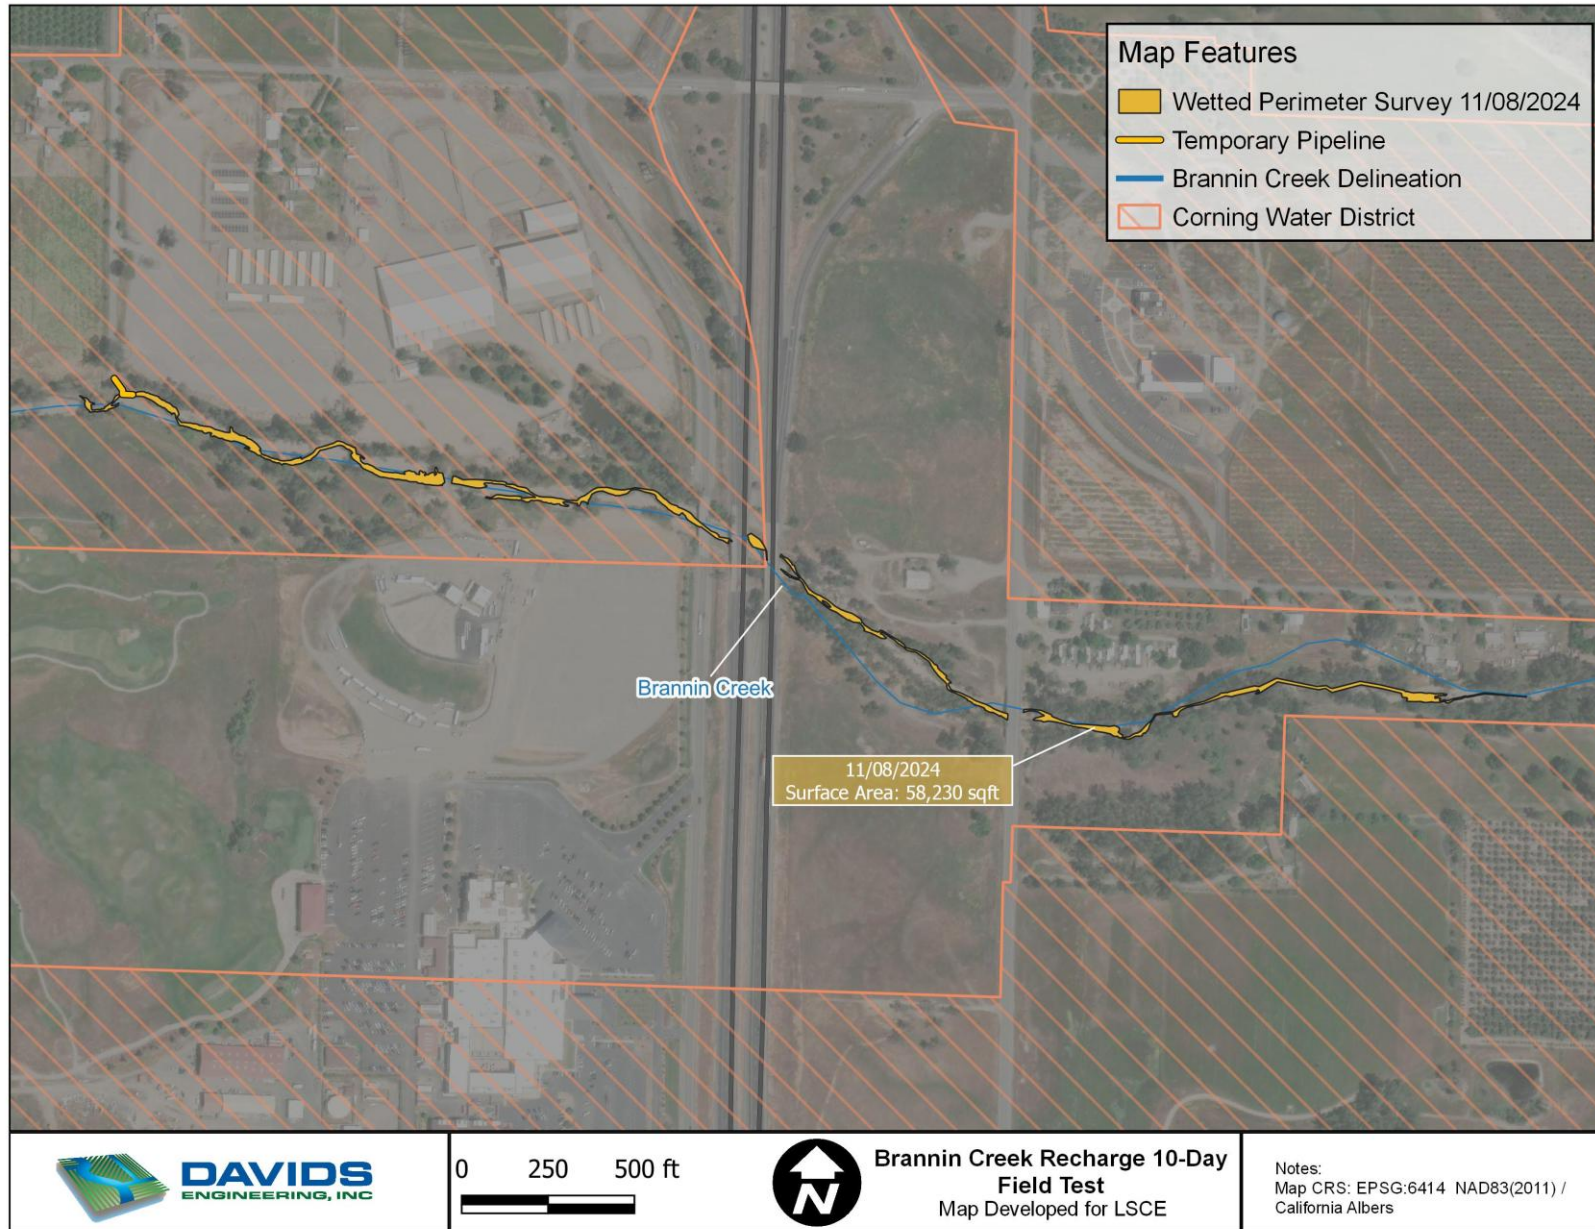 Map Features
Wetted Perimeter Survey 11/08/2024
Temporary Pipeline
Brannin Creek Delineation
Corning Water District
Brannin Creek
11/08/2024
Surface Area: 58,230 sqft
DAVIDS
ENGINEERING, INC
0 250 500 ft
N
Brannin Creek Recharge 10-Day
Field Test
Map Developed for LSCE
Notes:
Map CRS: EPSG:6414 NAD83(2011) /
California Albers